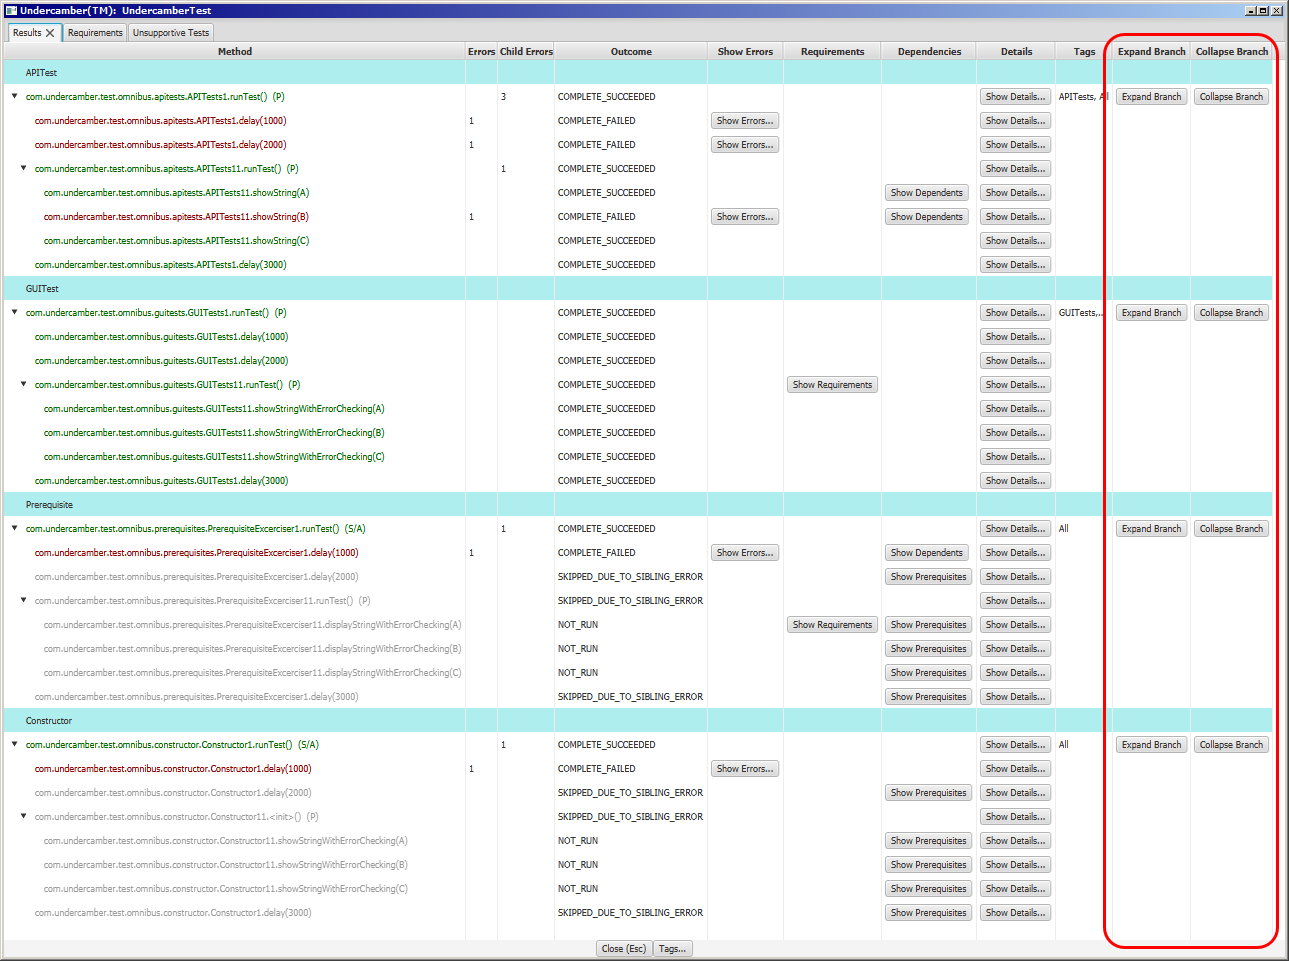 Undercamber(TM): UndercamberTest
Results Requirements Unsupportive Tests
Method Errors Child Errors Outcome Show Errors Requirements Dependencies Details Tags Expand Branch Collapse Branch
APITest
com.undercamber.test.omnibus.apitests.APITests1.runTest() (P) 3 COMPLETE_SUCCEEDED Show Details... APITests, Al Expand Branch Collapse Branch
com.undercamber.test.omnibus.apitests.APITests1.delay(1000) 1 COMPLETE_FAILED Show Errors... Show Details...
com.undercamber.test.omnibus.apitests.APITests1.delay(2000) 1 COMPLETE_FAILED Show Errors... Show Details...
com.undercamber.test.omnibus.apitests.APITests11.runTest() (P) 1 COMPLETE_SUCCEEDED Show Details...
com.undercamber.test.omnibus.apitests.APITests11.showString(A) COMPLETE_SUCCEEDED Show Dependents Show Details...
com.undercamber.test.omnibus.apitests.APITests11.showString(B) 1 COMPLETE_FAILED Show Errors... Show Dependents Show Details...
com.undercamber.test.omnibus.apitests.APITests11.showString(C) COMPLETE_SUCCEEDED Show Details...
com.undercamber.test.omnibus.apitests.APITests1.delay(3000) COMPLETE_SUCCEEDED Show Details...
GUITest
com.undercamber.test.omnibus.guitests.GUITests1.runTest() (P) COMPLETE_SUCCEEDED Show Details... GUITests,... Expand Branch Collapse Branch
com.undercamber.test.omnibus.guitests.GUITests1.delay(1000) COMPLETE_SUCCEEDED Show Details...
com.undercamber.test.omnibus.guitests.GUITests1.delay(2000) COMPLETE_SUCCEEDED Show Details...
com.undercamber.test.omnibus.guitests.GUITests11.runTest() (P) COMPLETE_SUCCEEDED Show Requirements Show Details...
com.undercamber.test.omnibus.guitests.GUITests11.showStringWithErrorChecking(A) COMPLETE_SUCCEEDED Show Details...
com.undercamber.test.omnibus.guitests.GUITests11.showStringWithErrorChecking(B) COMPLETE_SUCCEEDED Show Details...
com.undercamber.test.omnibus.guitests.GUITests11.showStringWithErrorChecking(C) COMPLETE_SUCCEEDED Show Details...
com.undercamber.test.omnibus.guitests.GUITests1.delay(3000) COMPLETE_SUCCEEDED Show Details...
Prerequisite
com.undercamber.test.omnibus.prerequisites.PrerequisiteExcerciser1.runTest() (S/A) 1 COMPLETE_SUCCEEDED Show Details... All Expand Branch Collapse Branch
com.undercamber.test.omnibus.prerequisites.PrerequisiteExcerciser1.delay(1000) 1 COMPLETE_FAILED Show Errors... Show Dependents Show Details...
com.undercamber.test.omnibus.prerequisites.PrerequisiteExcerciser1.delay(2000) SKIPPED_DUE_TO_SIBLING_ERROR Show Prerequisites Show Details...
com.undercamber.test.omnibus.prerequisites.PrerequisiteExcerciser11.runTest() (P) SKIPPED_DUE_TO_SIBLING_ERROR Show Details...
com.undercamber.test.omnibus.prerequisites.PrerequisiteExcerciser11.displayStringWithErrorChecking(A) NOT_RUN Show Requirements Show Prerequisites Show Details...
com.undercamber.test.omnibus.prerequisites.PrerequisiteExcerciser11.displayStringWithErrorChecking(B) NOT_RUN Show Prerequisites Show Details...
com.undercamber.test.omnibus.prerequisites.PrerequisiteExcerciser11.displayStringWithErrorChecking(C) NOT_RUN Show Prerequisites Show Details...
com.undercamber.test.omnibus.prerequisites.PrerequisiteExcerciser1.delay(3000) SKIPPED_DUE_TO_SIBLING_ERROR Show Prerequisites Show Details...
Constructor
com.undercamber.test.omnibus.constructor.Constructor1.runTest() (S/A) 1 COMPLETE_SUCCEEDED Show Details... All Expand Branch Collapse Branch
com.undercamber.test.omnibus.constructor.Constructor1.delay(1000) 1 COMPLETE_FAILED Show Errors... Show Details...
com.undercamber.test.omnibus.constructor.Constructor1.delay(2000) SKIPPED_DUE_TO_SIBLING_ERROR Show Prerequisites Show Details...
com.undercamber.test.omnibus.constructor.Constructor11.<init>() (P) SKIPPED_DUE_TO_SIBLING_ERROR Show Details...
com.undercamber.test.omnibus.constructor.Constructor11.showStringWithErrorChecking(A) NOT_RUN Show Prerequisites Show Details...
com.undercamber.test.omnibus.constructor.Constructor11.showStringWithErrorChecking(B) NOT_RUN Show Prerequisites Show Details...
com.undercamber.test.omnibus.constructor.Constructor11.showStringWithErrorChecking(C) NOT_RUN Show Prerequisites Show Details...
com.undercamber.test.omnibus.constructor.Constructor1.delay(3000) SKIPPED_DUE_TO_SIBLING_ERROR Show Prerequisites Show Details...
Close (Esc) Tags...